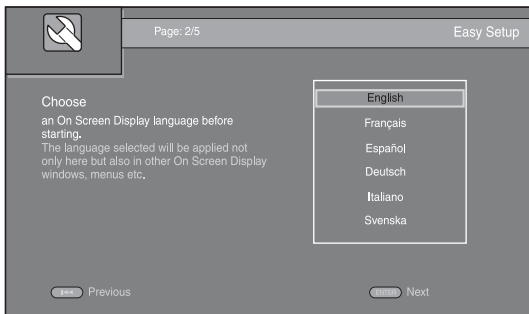 Page: 2/5
Easy Setup
Choose
an On Screen Display language before
starting.
The language selected will be applied not
only here but also in other On Screen Display
windows, menus etc.
English
Français
Español
Deutsch
Italiano
Svenska
Previous
ENTER Next